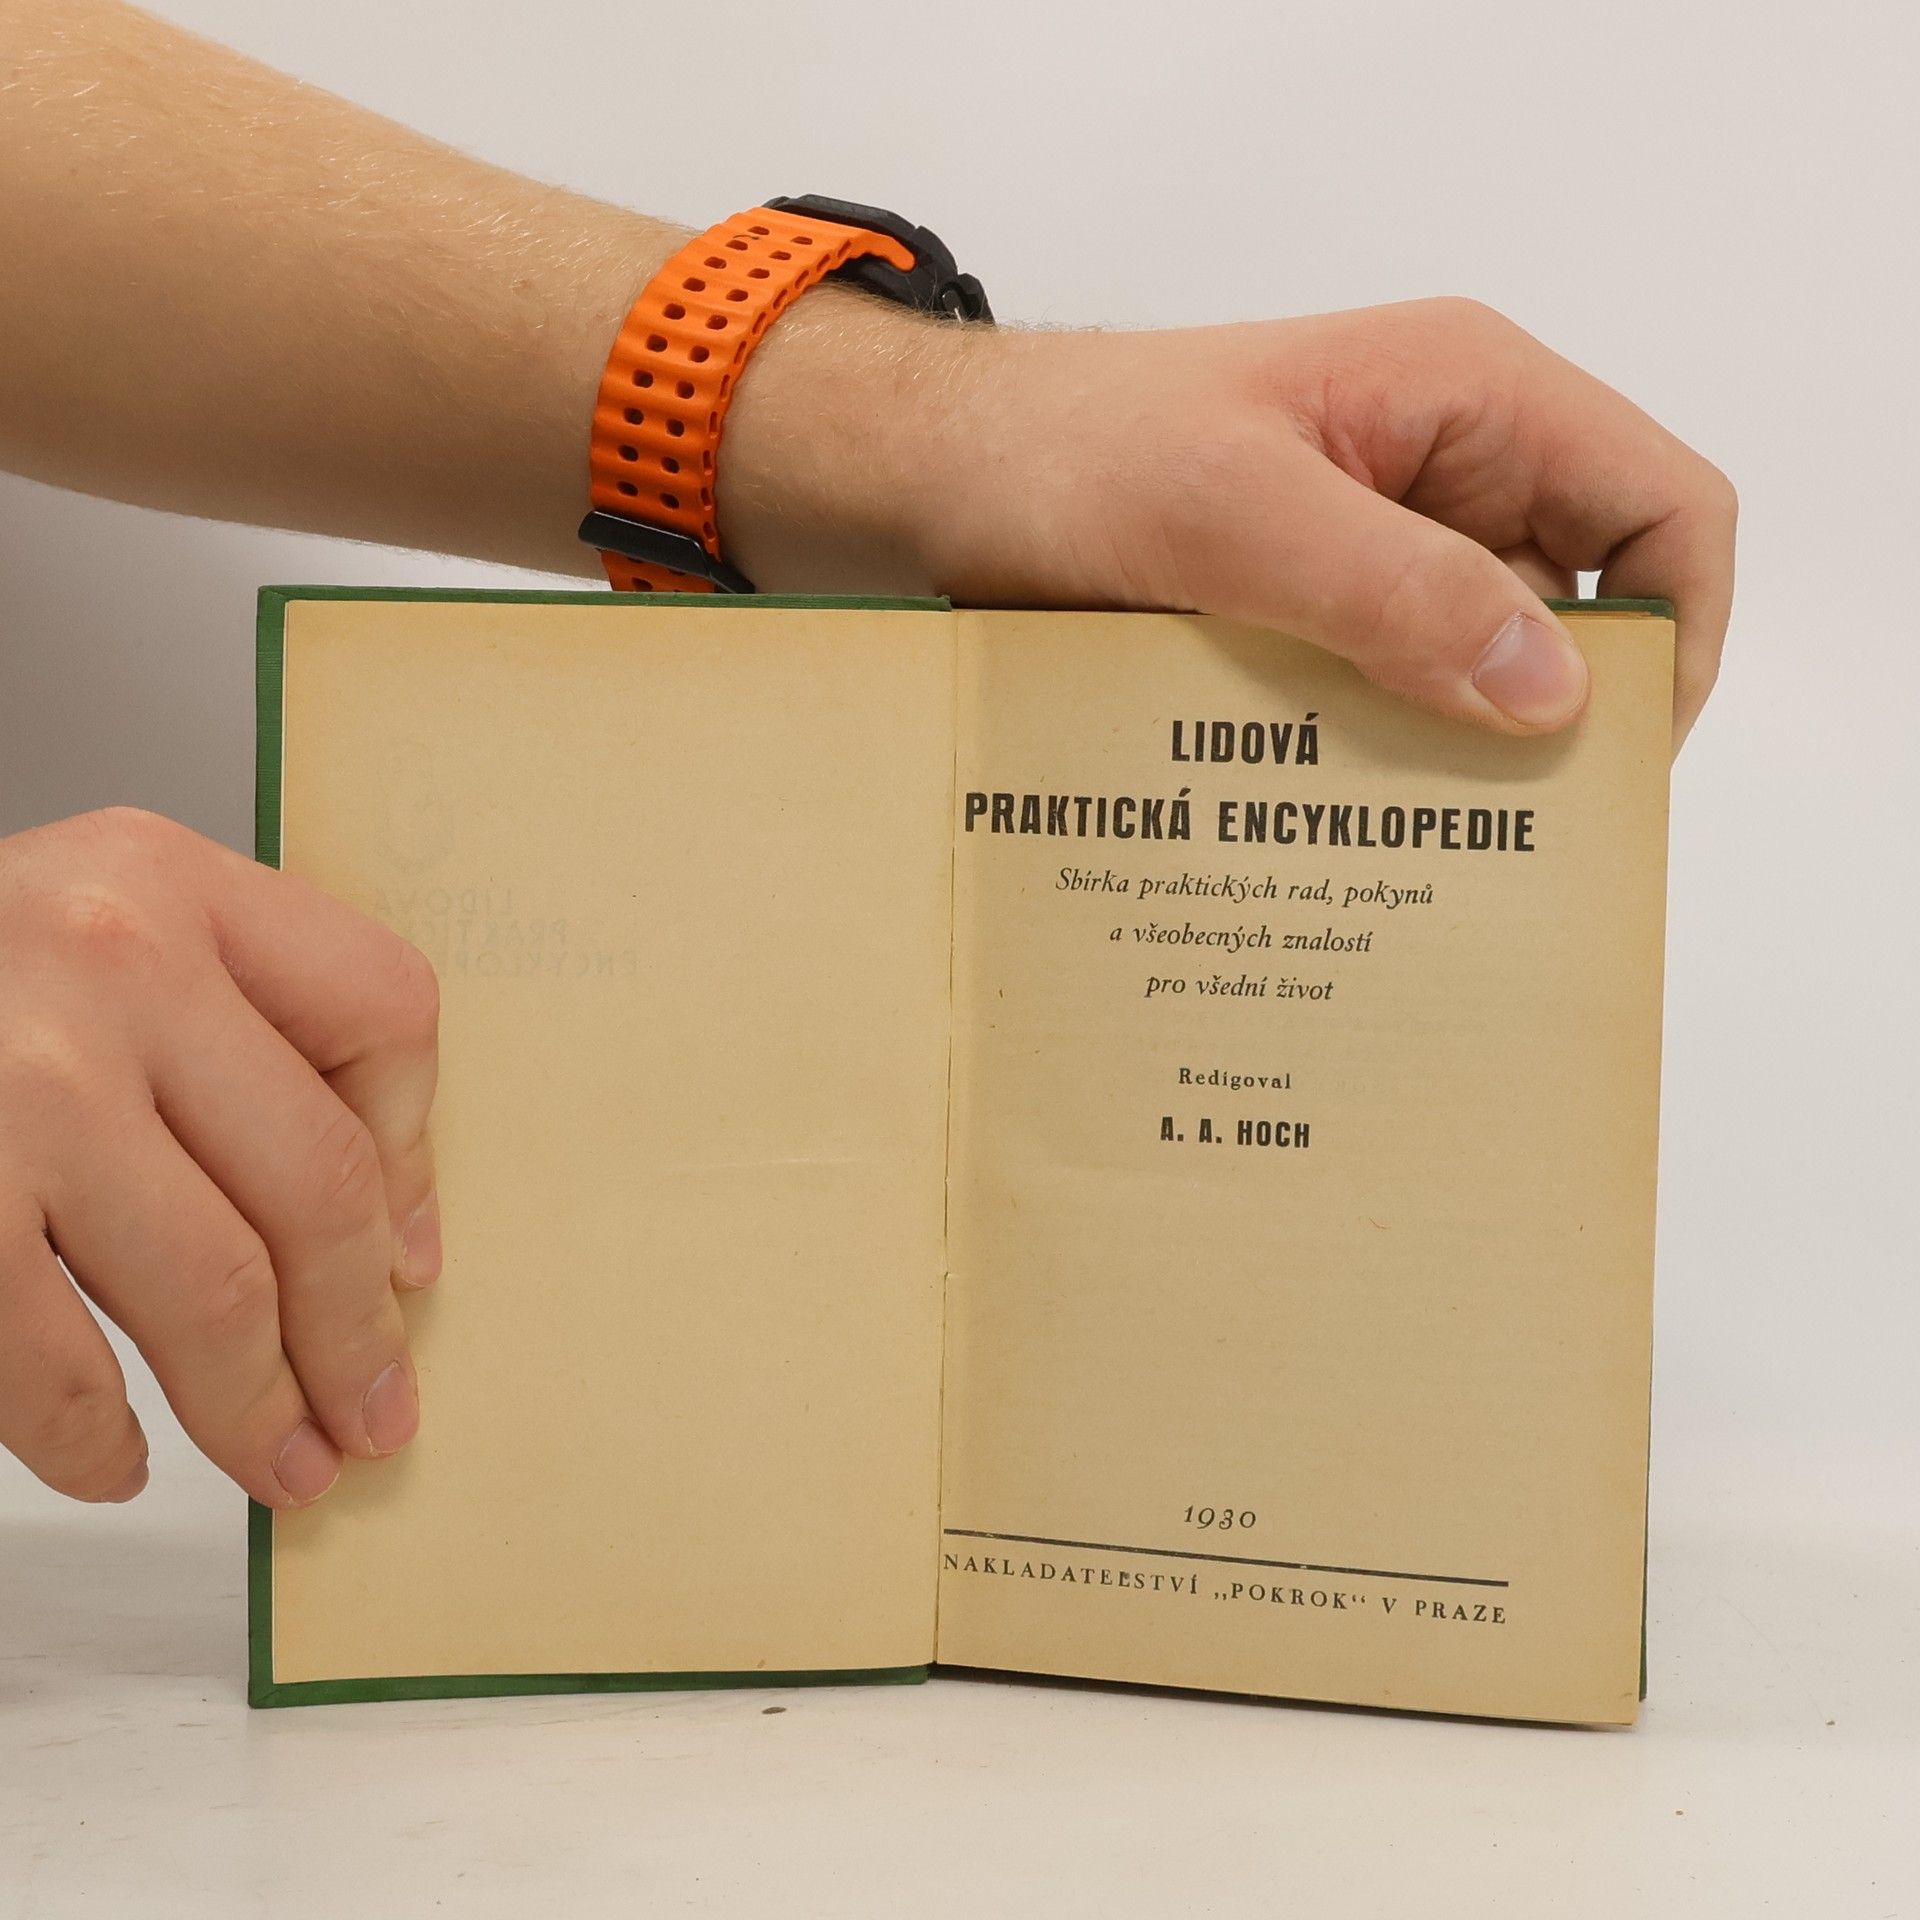 LIDOVÁ
PRAKTICKÁ ENCYKLOPEDIE
Sbírka praktických rad, pokynů
a všeobecných znalostí
pro všední život
Redigoval
A. A. HOCH
1930
NAKLADATELSTVÍ „POKROK“ V PRAZE